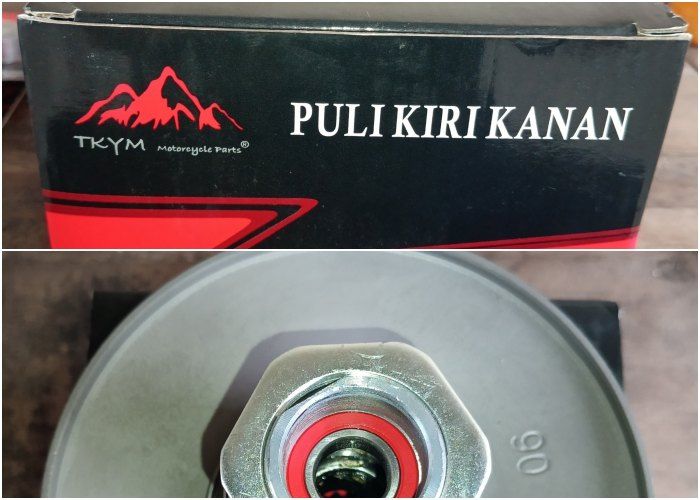 PULI KIRI KANAN
TKYM Motorcycle Parts®
90